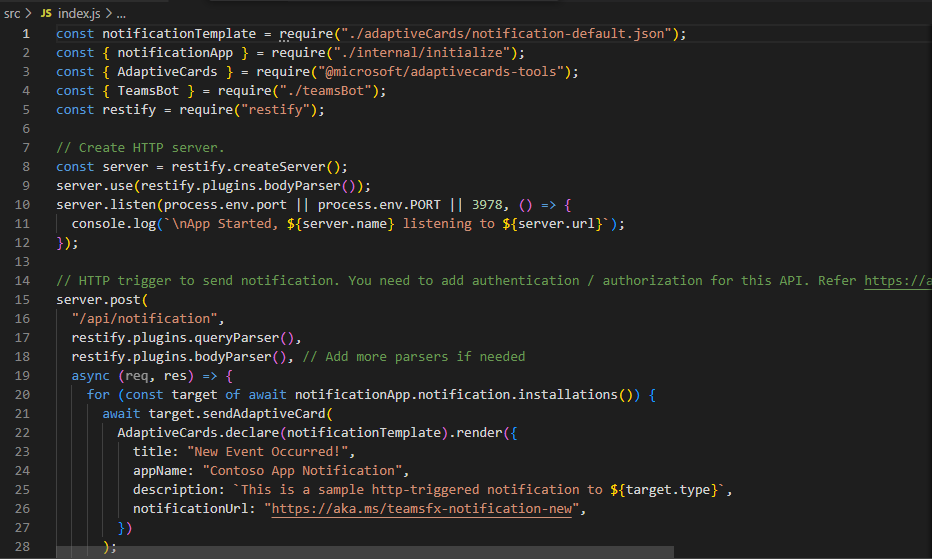 src > JS index.js > ...
1 const notificationTemplate = require("./adaptiveCards/notification-default.json");
2 const { notificationApp } = require("./internal/initialize");
3 const { AdaptiveCards } = require("@microsoft/adaptivecards-tools");
4 const { TeamsBot } = require("./teamsBot");
5 const restify = require("restify");
6
7 // Create HTTP server.
8 const server = restify.createServer();
9 server.use(restify.plugins.bodyParser());
10 server.listen(process.env.port || process.env.PORT || 3978, () => {
11   console.log(`\nApp Started, ${server.name} listening to ${server.url}`);
12 });
13
14 // HTTP trigger to send notification. You need to add authentication / authorization for this API. Refer https://a
15 server.post(
16   "/api/notification",
17   restify.plugins.queryParser(),
18   restify.plugins.bodyParser(), // Add more parsers if needed
19   async (req, res) => {
20     for (const target of await notificationApp.notification.installations()) {
21       await target.sendAdaptiveCard(
22         AdaptiveCards.declare(notificationTemplate).render({
23           title: "New Event Occurred!",
24           appName: "Contoso App Notification",
25           description: `This is a sample http-triggered notification to ${target.type}`,
26           notificationUrl: "https://aka.ms/teamsfx-notification-new",
27         })
28       );